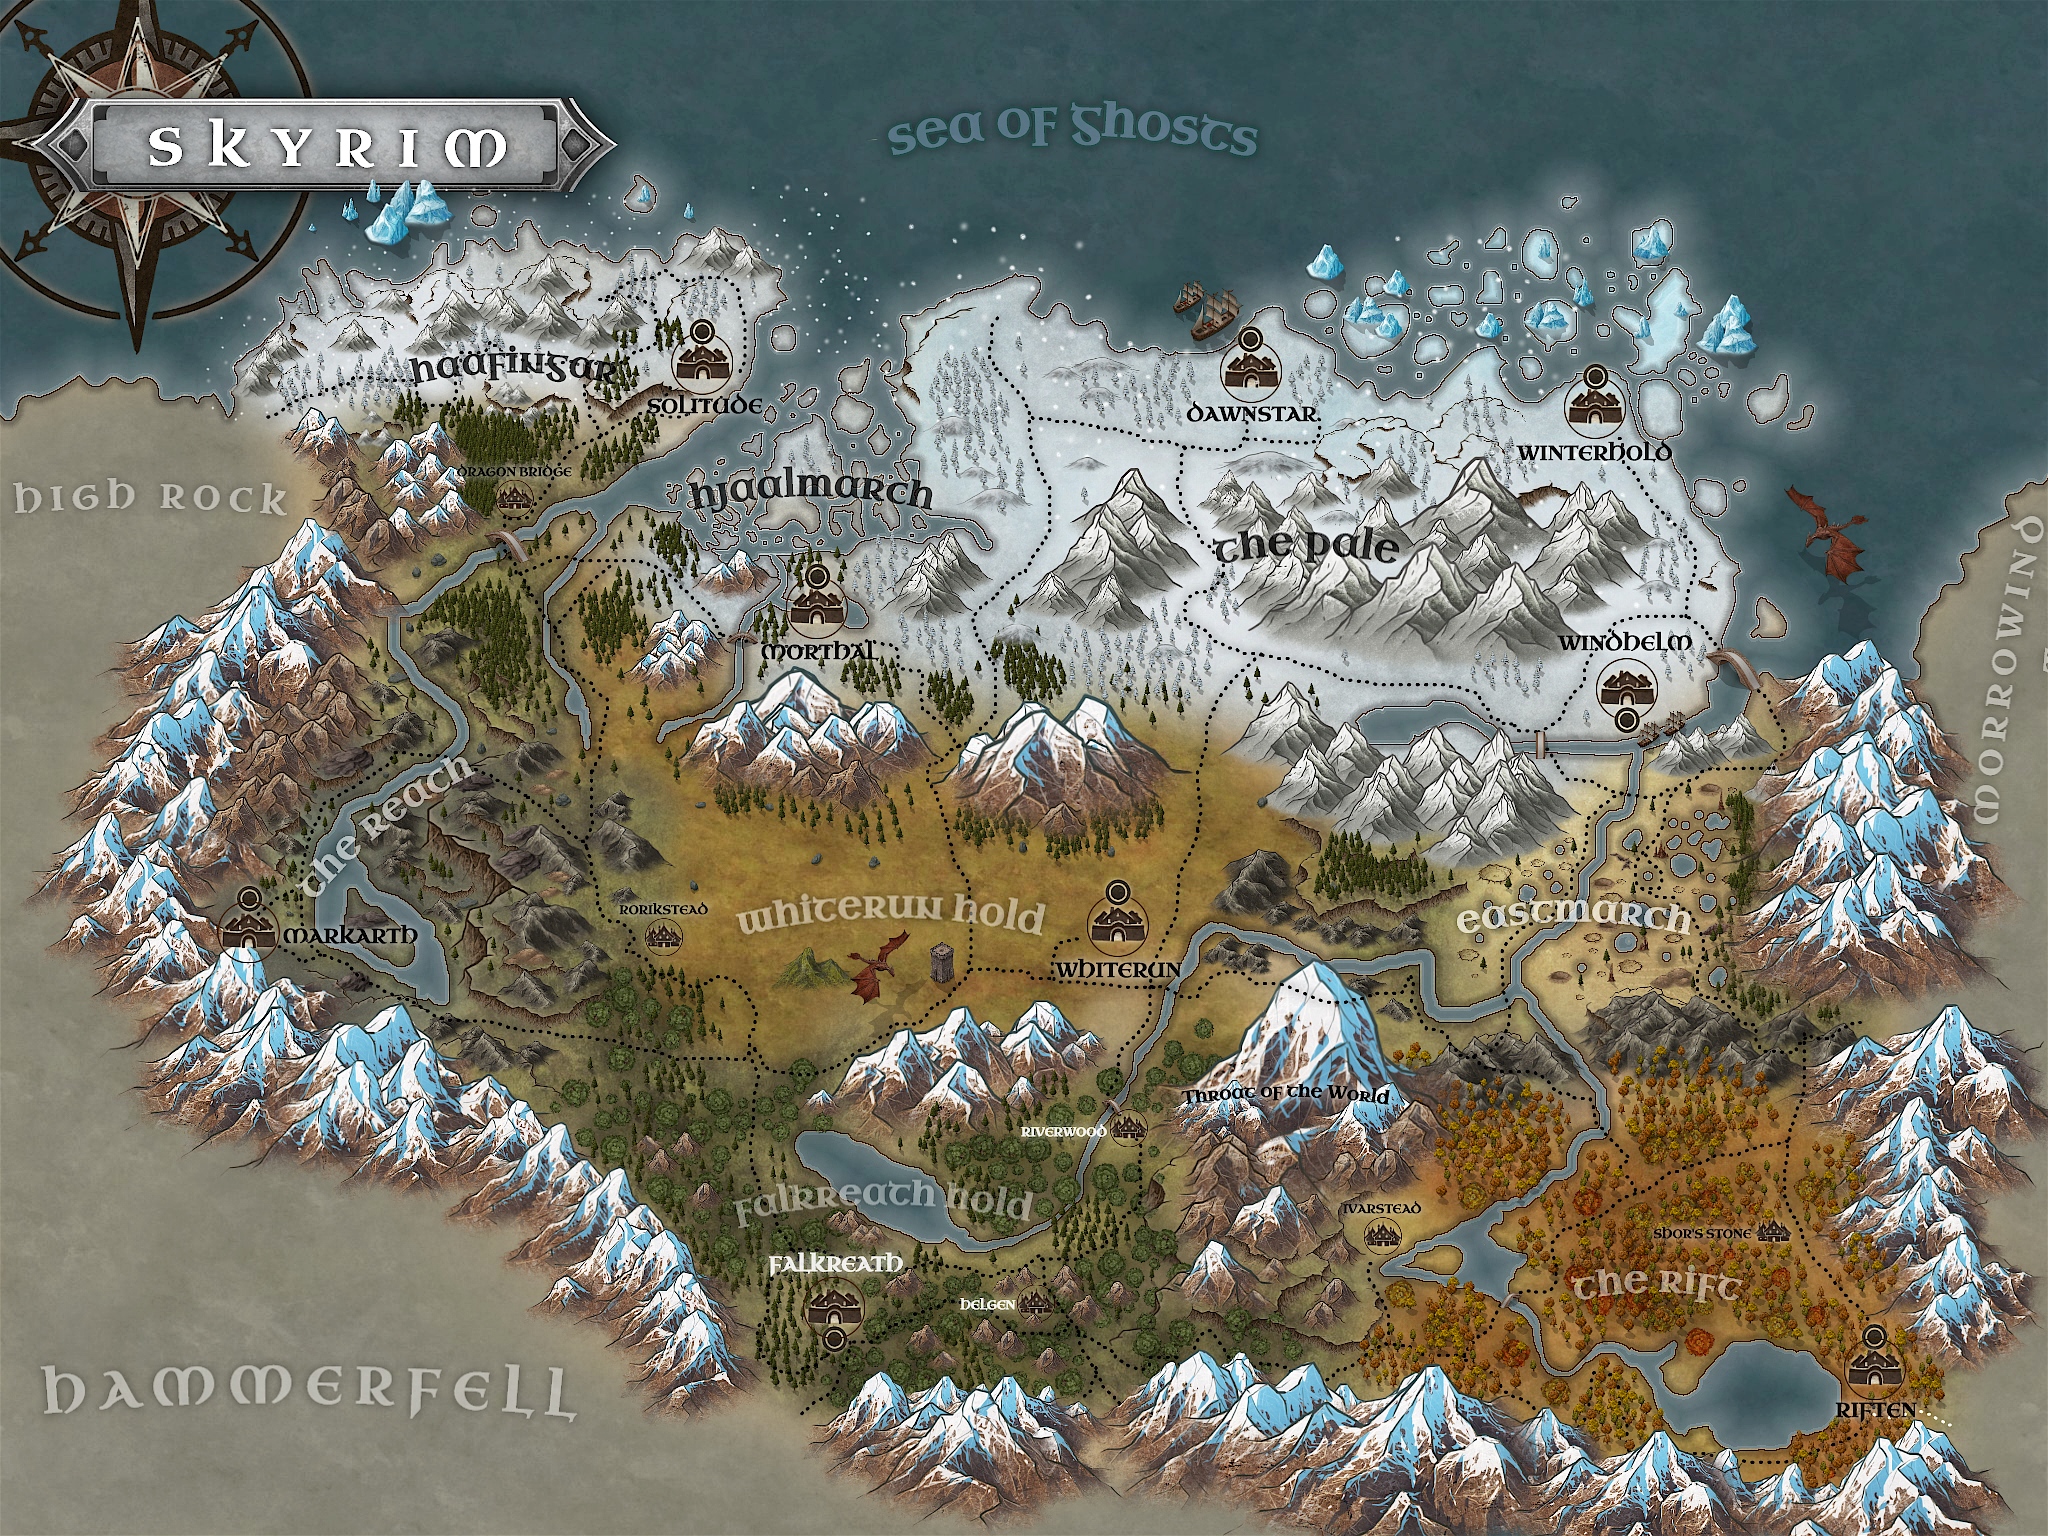 SKYRIM
Sea of Ghosts
Haafingar
Solitude
Dawnstar
Winterhold
Dragon Bridge
High Rock
Hjaalmarch
The Pale
Morthal
Windhelm
Morrowind
The Reach
Rorikstead
Whiterun Hold
Eastmarch
Markarth
Whiterun
Throat of the World
Riverwood
Falkreath Hold
Ivarstead
Shor's Stone
Falkreath
The Rift
Helgen
Hammerfell
Riften